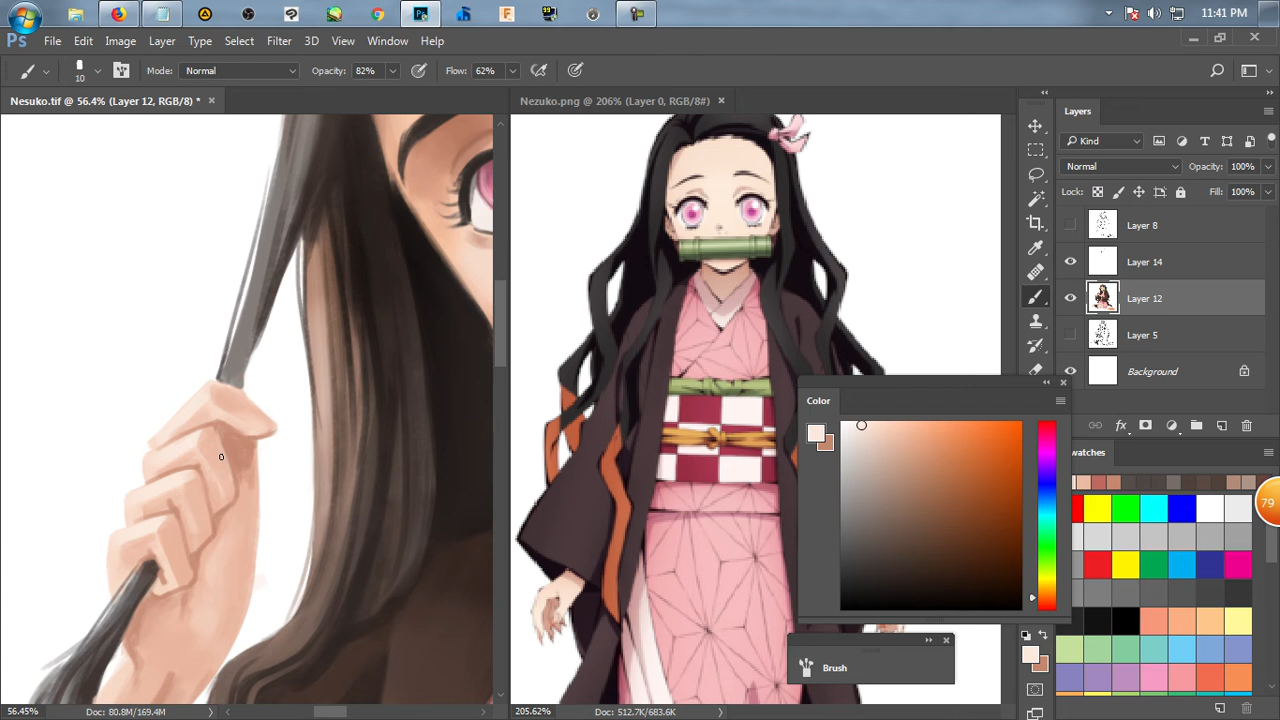 11:41 PM
Ps File Edit Image Layer Type Select Filter 3D View Window Help
10 Mode: Normal Opacity: 82% Flow: 62%
Nesuko.tif @ 56.4% (Layer 12, RGB/8) * ×
Nezuko.png @ 206% (Layer 0, RGB/8#) ×
Layers
Kind
Normal Opacity: 100%
Lock: Fill: 100%
Layer 8
Layer 14
Layer 12
Layer 5
Background
fx
Color
watches
79
Brush
56.45% Doc: 80.8M/169.4M
205.62% Doc: 512.7K/683.6K